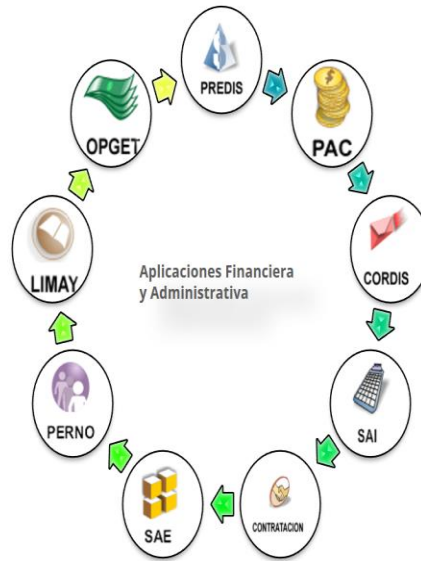 PREDIS
PAC
CORDIS
SAI
CONTRATACION
SAE
PERNO
LIMAY
OPGET
Aplicaciones Financiera
y Administrativa